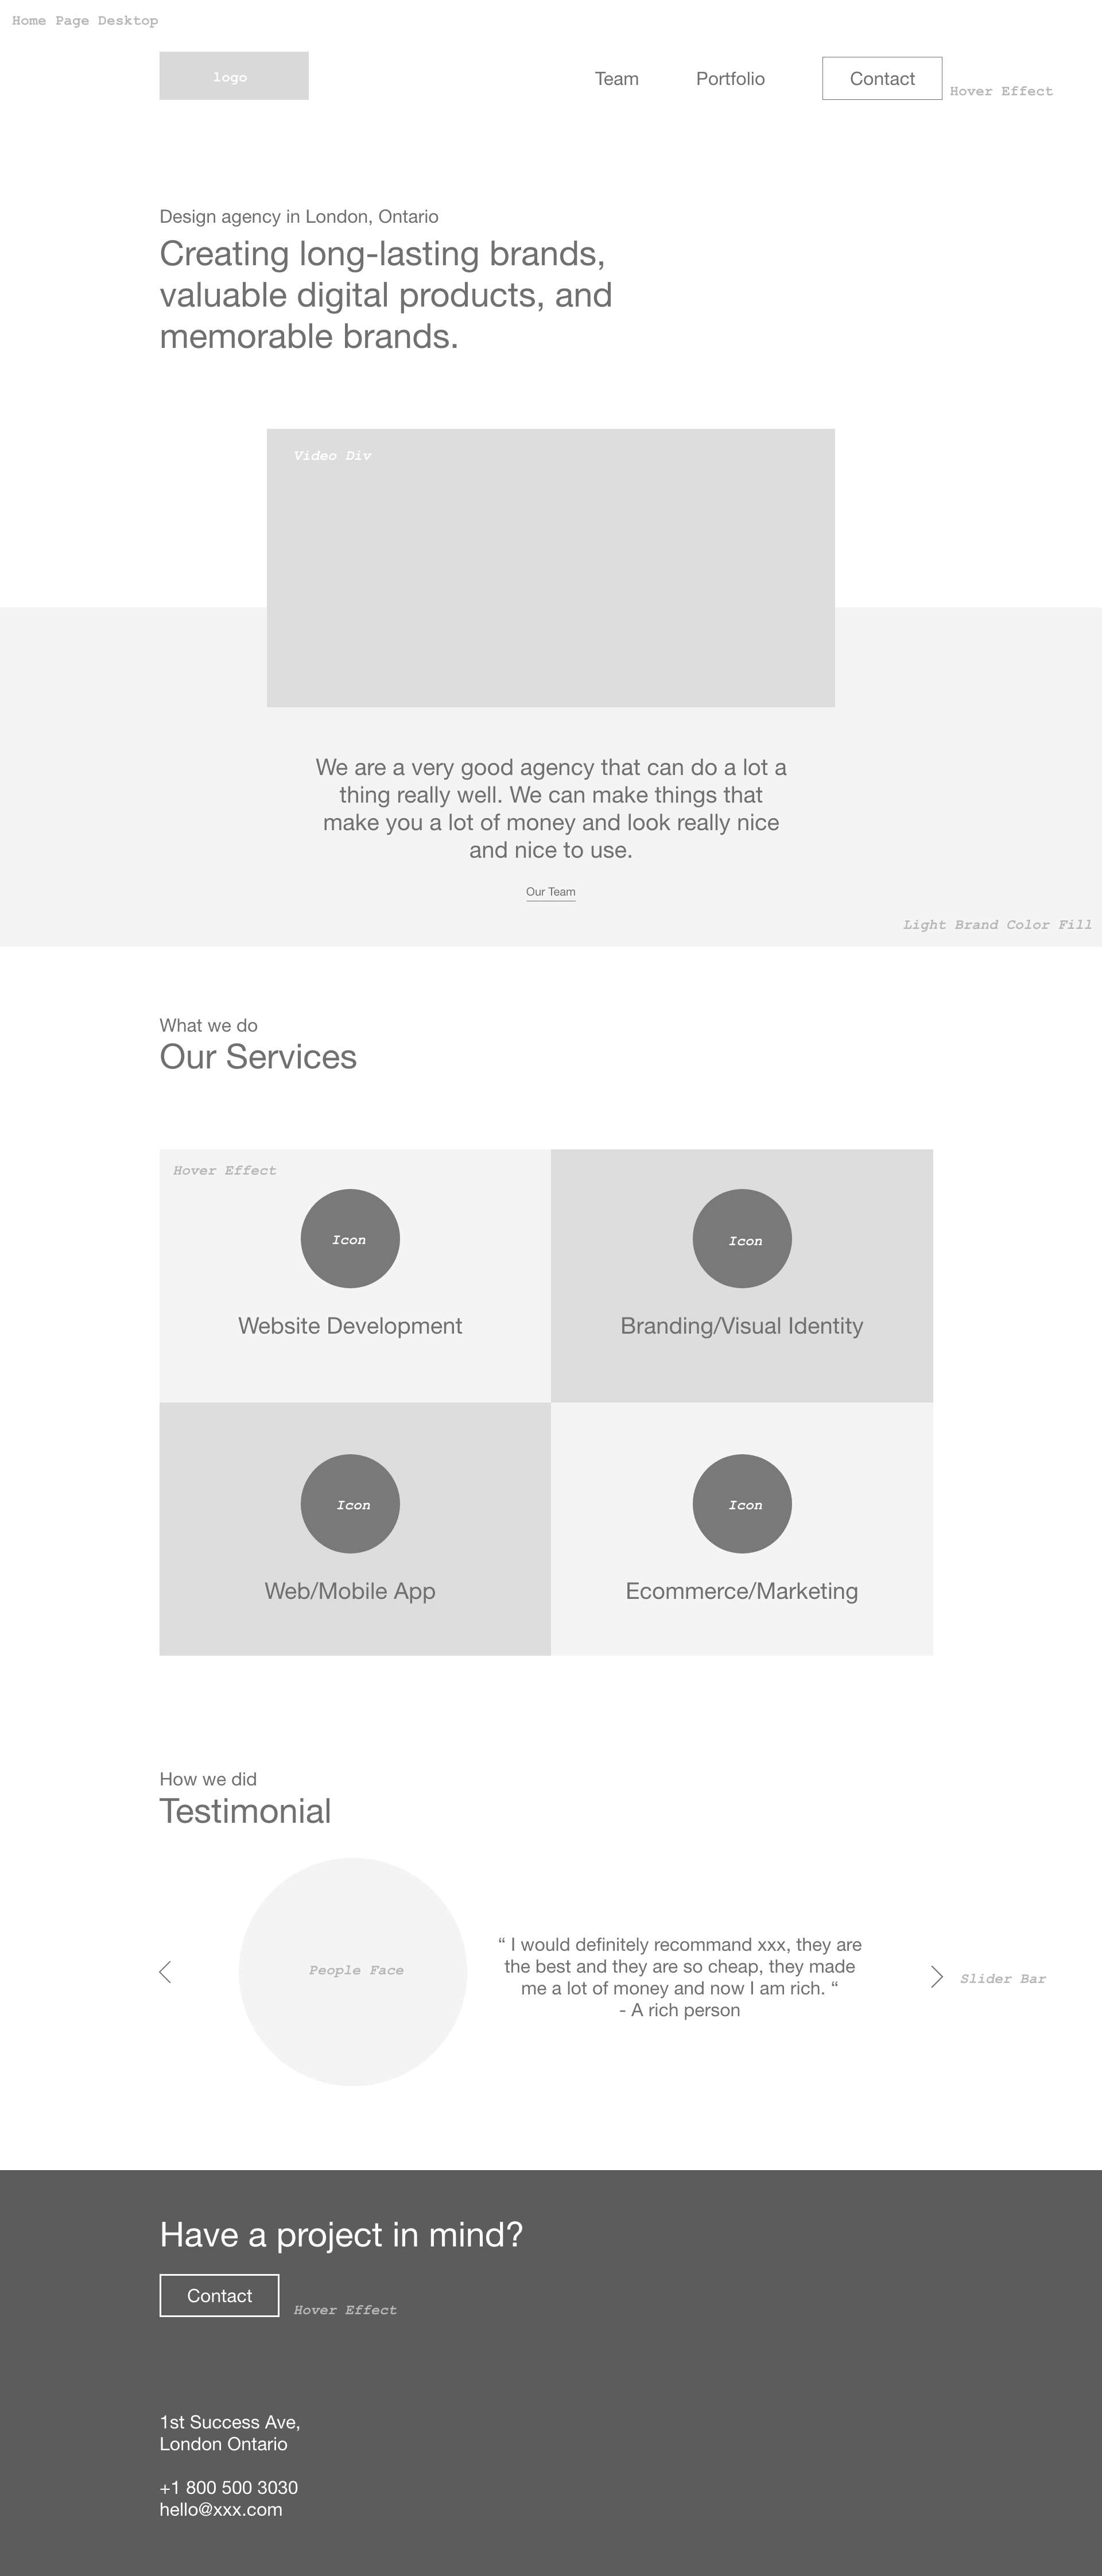 Home Page Desktop
logo
Team
Portfolio
Contact
Hover Effect
Design agency in London, Ontario
Creating long-lasting brands,
valuable digital products, and
memorable brands.
Video Div
We are a very good agency that can do a lot a
thing really well. We can make things that
make you a lot of money and look really nice
and nice to use.
Our Team
Light Brand Color Fill
What we do
Our Services
Hover Effect
Icon
Icon
Website Development
Branding/Visual Identity
Icon
Icon
Web/Mobile App
Ecommerce/Marketing
How we did
Testimonial
People Face
“ I would definitely recommand xxx, they are
the best and they are so cheap, they made
me a lot of money and now I am rich. “
- A rich person
Slider Bar
Have a project in mind?
Contact
Hover Effect
1st Success Ave,
London Ontario
+1 800 500 3030
hello@xxx.com